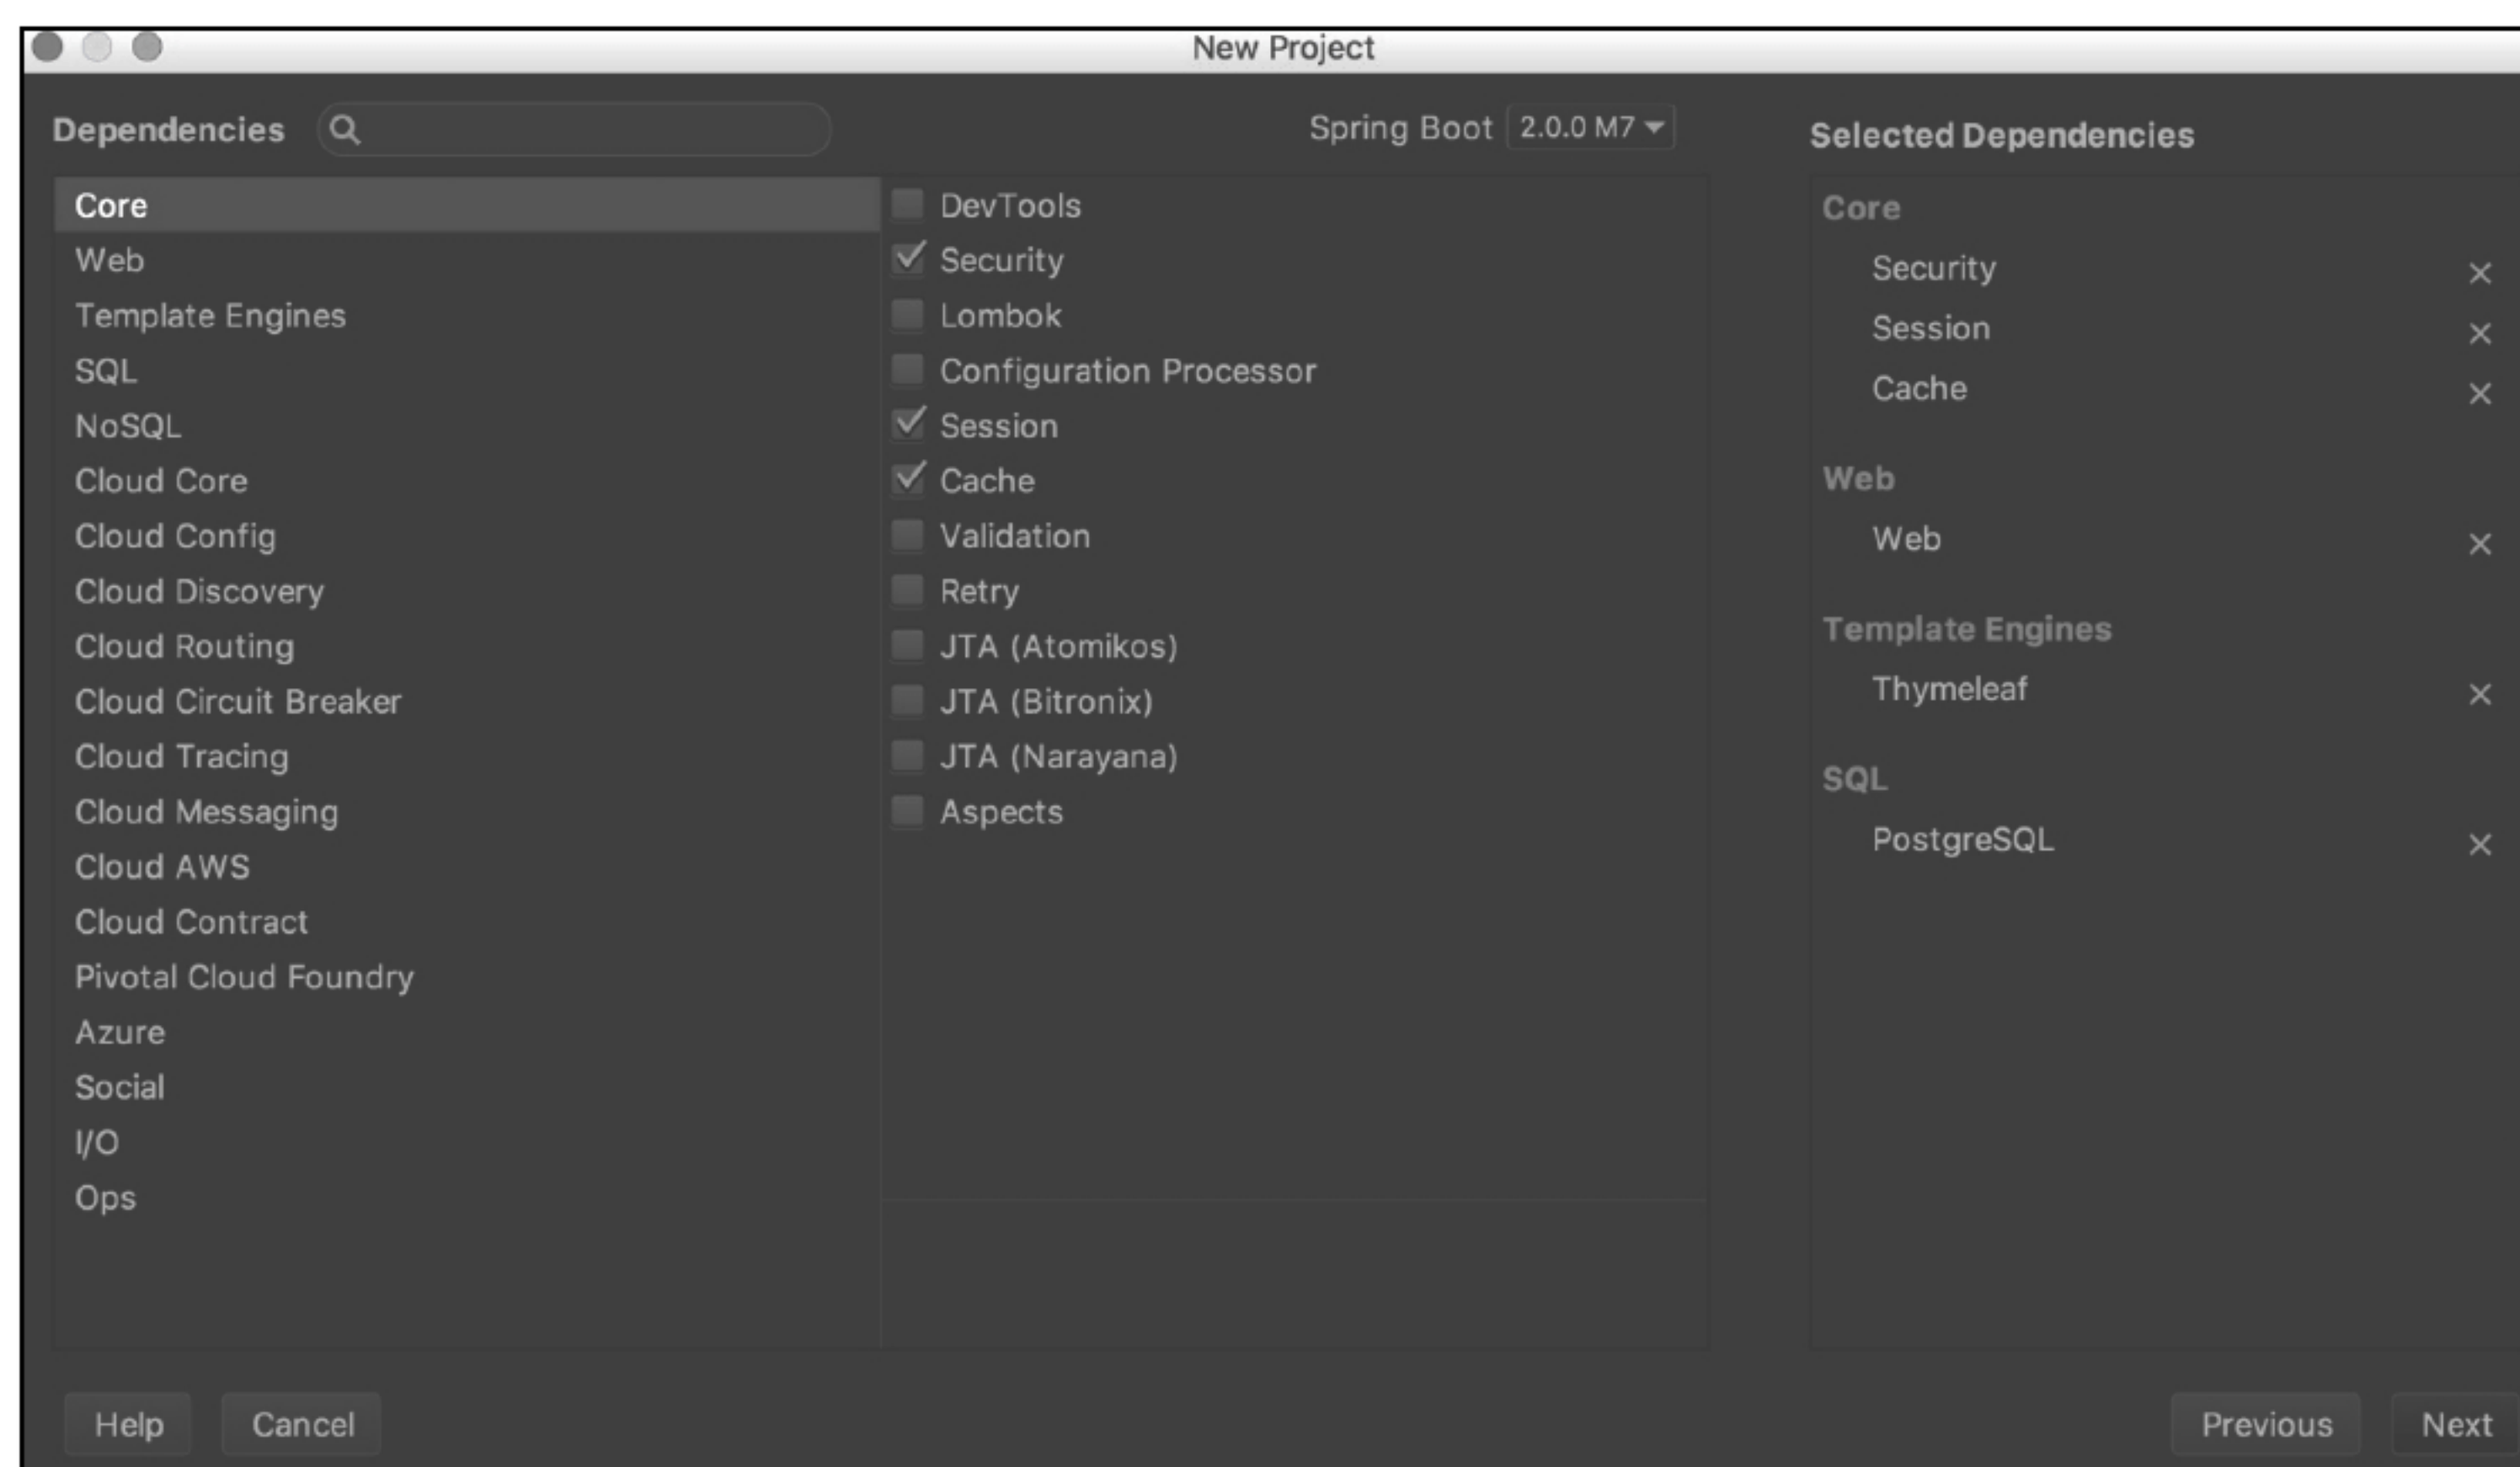 New Project
Dependencies
Spring Boot 2.0.0 M7
Selected Dependencies
Core
Web
Template Engines
SQL
NoSQL
Cloud Core
Cloud Config
Cloud Discovery
Cloud Routing
Cloud Circuit Breaker
Cloud Tracing
Cloud Messaging
Cloud AWS
Cloud Contract
Pivotal Cloud Foundry
Azure
Social
I/O
Ops
DevTools
Security
Lombok
Configuration Processor
Session
Cache
Validation
Retry
JTA (Atomikos)
JTA (Bitronix)
JTA (Narayana)
Aspects
Core
Security
Session
Cache
Web
Web
Template Engines
Thymeleaf
SQL
PostgreSQL
Help
Cancel
Previous
Next